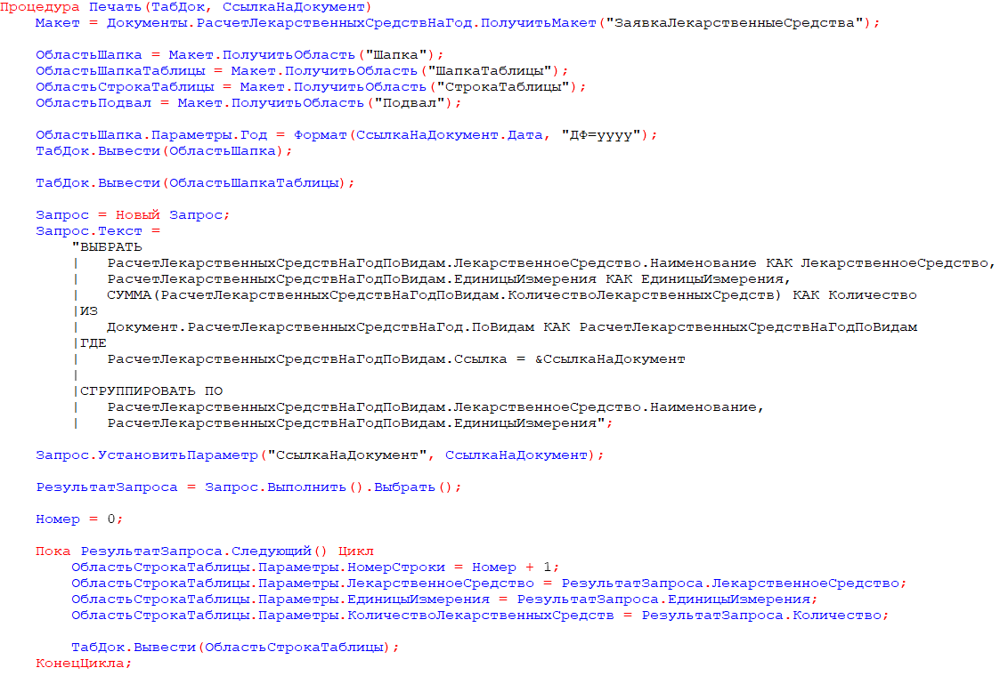 Процедура Печать(ТабДок, СсылкаНаДокумент)
Макет = Документы.РасчетЛекарственныхСредствНаГод.ПолучитьМакет("ЗаявкаЛекарственныеСредства");
ОбластьШапка = Макет.ПолучитьОбласть("Шапка");
ОбластьШапкаТаблицы = Макет.ПолучитьОбласть("ШапкаТаблицы");
ОбластьСтрокаТаблицы = Макет.ПолучитьОбласть("СтрокаТаблицы");
ОбластьПодвал = Макет.ПолучитьОбласть("Подвал");
ОбластьШапка.Параметры.Год = Формат(СсылкаНаДокумент.Дата, "ДФ=yyyy");
ТабДок.Вывести(ОбластьШапка);
ТабДок.Вывести(ОбластьШапкаТаблицы);
Запрос = Новый Запрос;
Запрос.Текст =
"ВЫБРАТЬ
| РасчетЛекарственныхСредствНаГодПоВидам.ЛекарственноеСредство.Наименование КАК ЛекарственноеСредство,
| РасчетЛекарственныхСредствНаГодПоВидам.ЕдиницыИзмерения КАК ЕдиницыИзмерения,
| СУММА(РасчетЛекарственныхСредствНаГодПоВидам.КоличествоЛекарственныхСредств) КАК Количество
|ИЗ
| Документ.РасчетЛекарственныхСредствНаГод.ПоВидам КАК РасчетЛекарственныхСредствНаГодПоВидам
|ГДЕ
| РасчетЛекарственныхСредствНаГодПоВидам.Ссылка = &СсылкаНаДокумент
|
|СГРУППИРОВАТЬ ПО
| РасчетЛекарственныхСредствНаГодПоВидам.ЛекарственноеСредство.Наименование,
| РасчетЛекарственныхСредствНаГодПоВидам.ЕдиницыИзмерения";
Запрос.УстановитьПараметр("СсылкаНаДокумент", СсылкаНаДокумент);
РезультатЗапроса = Запрос.Выполнить().Выбрать();
Номер = 0;
Пока РезультатЗапроса.Следующий() Цикл
ОбластьСтрокаТаблицы.Параметры.НомерСтроки = Номер + 1;
ОбластьСтрокаТаблицы.Параметры.ЛекарственноеСредство = РезультатЗапроса.ЛекарственноеСредство;
ОбластьСтрокаТаблицы.Параметры.ЕдиницыИзмерения = РезультатЗапроса.ЕдиницыИзмерения;
ОбластьСтрокаТаблицы.Параметры.КоличествоЛекарственныхСредств = РезультатЗапроса.Количество;
ТабДок.Вывести(ОбластьСтрокаТаблицы);
КонецЦикла;